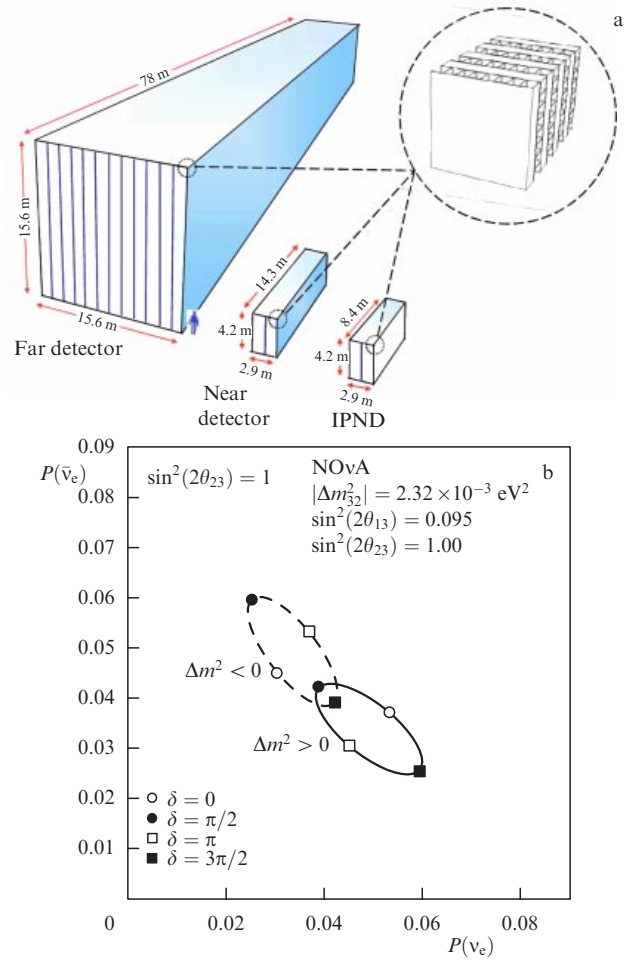 a
78 m
15.6 m
15.6 m
Far detector
14.3 m
4.2 m
2.9 m
Near
detector
8.4 m
4.2 m
2.9 m
IPND
b
P(ν̄e)
0.09
0.08
0.07
0.06
0.05
0.04
0.03
0.02
0.01
sin²(2θ₂₃) = 1
NOνA
|Δm²₃₂| = 2.32 × 10⁻³ eV²
sin²(2θ₁₃) = 0.095
sin²(2θ₂₃) = 1.00
Δm² < 0
Δm² > 0
δ = 0
δ = π/2
δ = π
δ = 3π/2
0
0.02
0.04
0.06
0.08
P(νe)